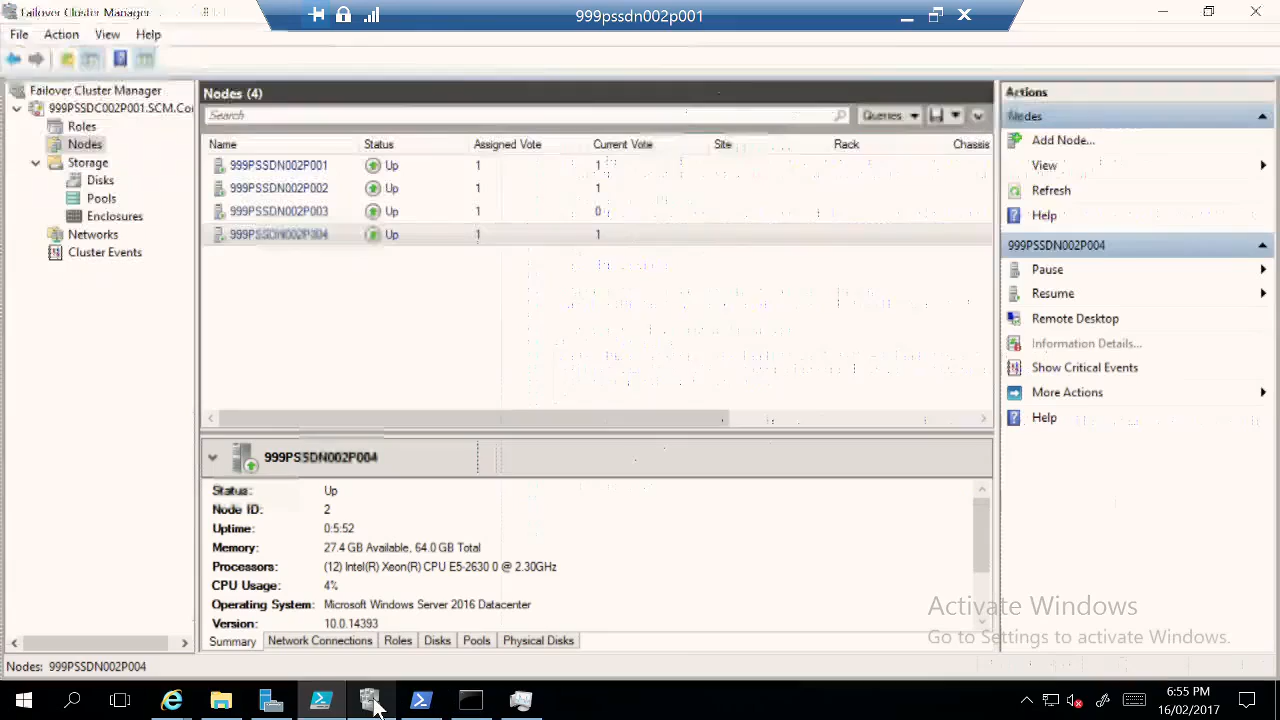 Failover Cluster Manager
999pssdn002p001
File Action View Help
Failover Cluster Manager
999PSSDC002P001.SCM.Co
Roles
Nodes
Storage
Disks
Pools
Enclosures
Networks
Cluster Events
Nodes (4)
Search
Queries
Name Status Assigned Vote Current Vote Site Rack Chassis
999PSSDN002P001 Up 1 1
999PSSDN002P002 Up 1 1
999PSSDN002P003 Up 1 0
999PSSDN002P004 Up 1 1
999PSSDN002P004
Status: Up
Node ID: 2
Uptime: 0:5:52
Memory: 27.4 GB Available, 64.0 GB Total
Processors: (12) Intel(R) Xeon(R) CPU E5-2630 0 @ 2.30GHz
CPU Usage: 4%
Operating System: Microsoft Windows Server 2016 Datacenter
Version: 10.0.14393
Summary Network Connections Roles Disks Pools Physical Disks
Actions
Nodes
Add Node...
View
Refresh
Help
999PSSDN002P004
Pause
Resume
Remote Desktop
Information Details...
Show Critical Events
More Actions
Help
Activate Windows
Go to Settings to activate Windows.
Nodes: 999PSSDN002P004
6:55 PM
16/02/2017